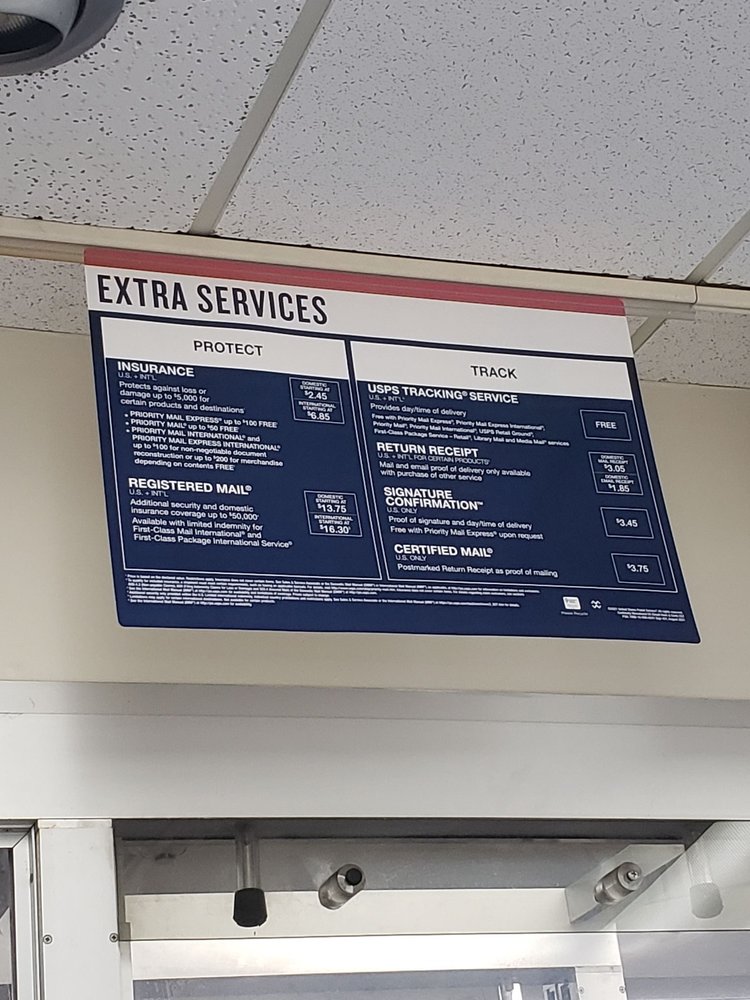 EXTRA SERVICES
PROTECT
INSURANCE
U.S. + INT'L
Protects against loss or
damage up to $5,000 for
certain products and destinations
DOMESTIC
STARTING AT
$2.45
INTERNATIONAL
STARTING AT
$6.85
• PRIORITY MAIL EXPRESS® up to $100 FREE
• PRIORITY MAIL® up to $50 FREE
• PRIORITY MAIL INTERNATIONAL® and
PRIORITY MAIL EXPRESS INTERNATIONAL®
up to $100 for non-negotiable document
reconstruction or up to $200 for merchandise
depending on contents FREE
REGISTERED MAIL®
U.S. + INT'L
Additional security and domestic
insurance coverage up to $50,000
Available with limited indemnity for
First-Class Mail International® and
First-Class Package International Service®
DOMESTIC
STARTING AT
$13.75
INTERNATIONAL
STARTING AT
$16.30
TRACK
USPS TRACKING® SERVICE
U.S. + INT'L
Provides day/time of delivery
Free with Priority Mail Express®, Priority Mail Express International®,
Priority Mail®, Priority Mail International®, USPS Retail Ground®,
First-Class Package Service – Retail®, Library Mail and Media Mail® services
FREE
RETURN RECEIPT
U.S. + INT'L FOR CERTAIN PRODUCTS
Mail and email proof of delivery only available
with purchase of other service
DOMESTIC
MAIL RECEIPT
$3.05
DOMESTIC
EMAIL RECEIPT
$1.85
SIGNATURE
CONFIRMATION™
U.S. ONLY
Proof of signature and day/time of delivery
Free with Priority Mail Express® upon request
$3.45
CERTIFIED MAIL®
U.S. ONLY
Postmarked Return Receipt as proof of mailing
$3.75
Please Recycle